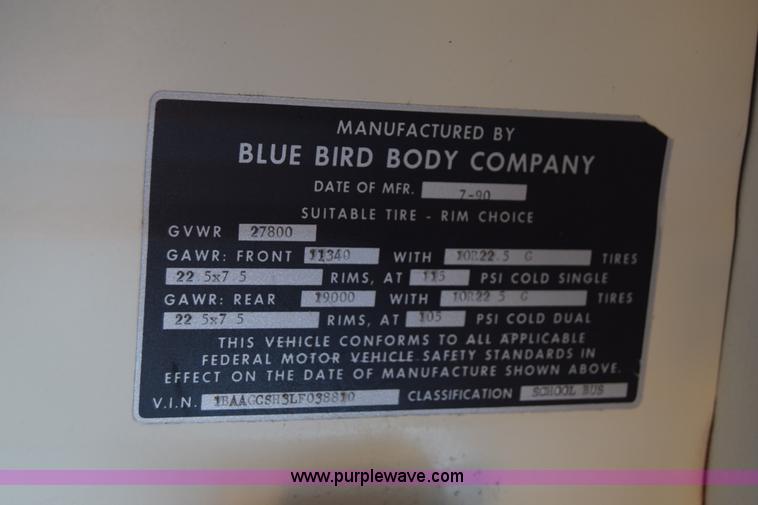 MANUFACTURED BY
BLUE BIRD BODY COMPANY
DATE OF MFR. 7-90
SUITABLE TIRE - RIM CHOICE
GVWR 27800
GAWR: FRONT 11340 WITH 10R22.5 G TIRES
22.5x7.5 RIMS, AT 115 PSI COLD SINGLE
GAWR: REAR 19000 WITH 10R22 5 G TIRES
22 5x7 5 RIMS, AT 105 PSI COLD DUAL
THIS VEHICLE CONFORMS TO ALL APPLICABLE
FEDERAL MOTOR VEHICLE SAFETY STANDARDS IN
EFFECT ON THE DATE OF MANUFACTURE SHOWN ABOVE.
V.I.N. 1BAAGCSH3LF038810 CLASSIFICATION SCHOOL BUS
www.purplewave.com